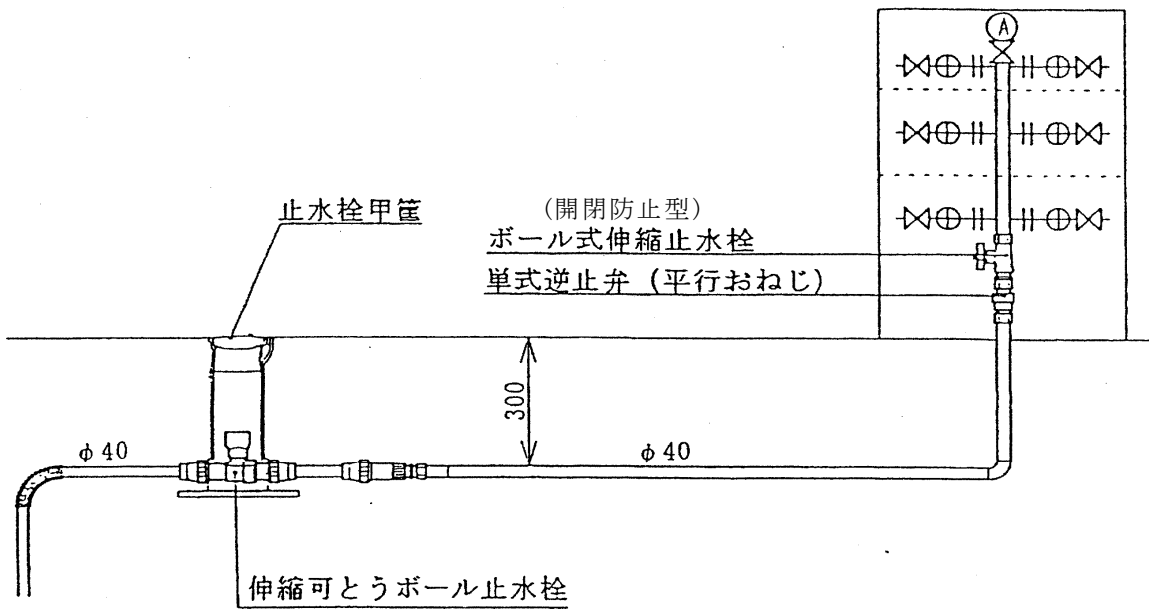 A
止水栓甲筐
(開閉防止型)
ボール式伸縮止水栓
単式逆止弁（平行おねじ）
300
φ40
φ40
伸縮可とうボール止水栓